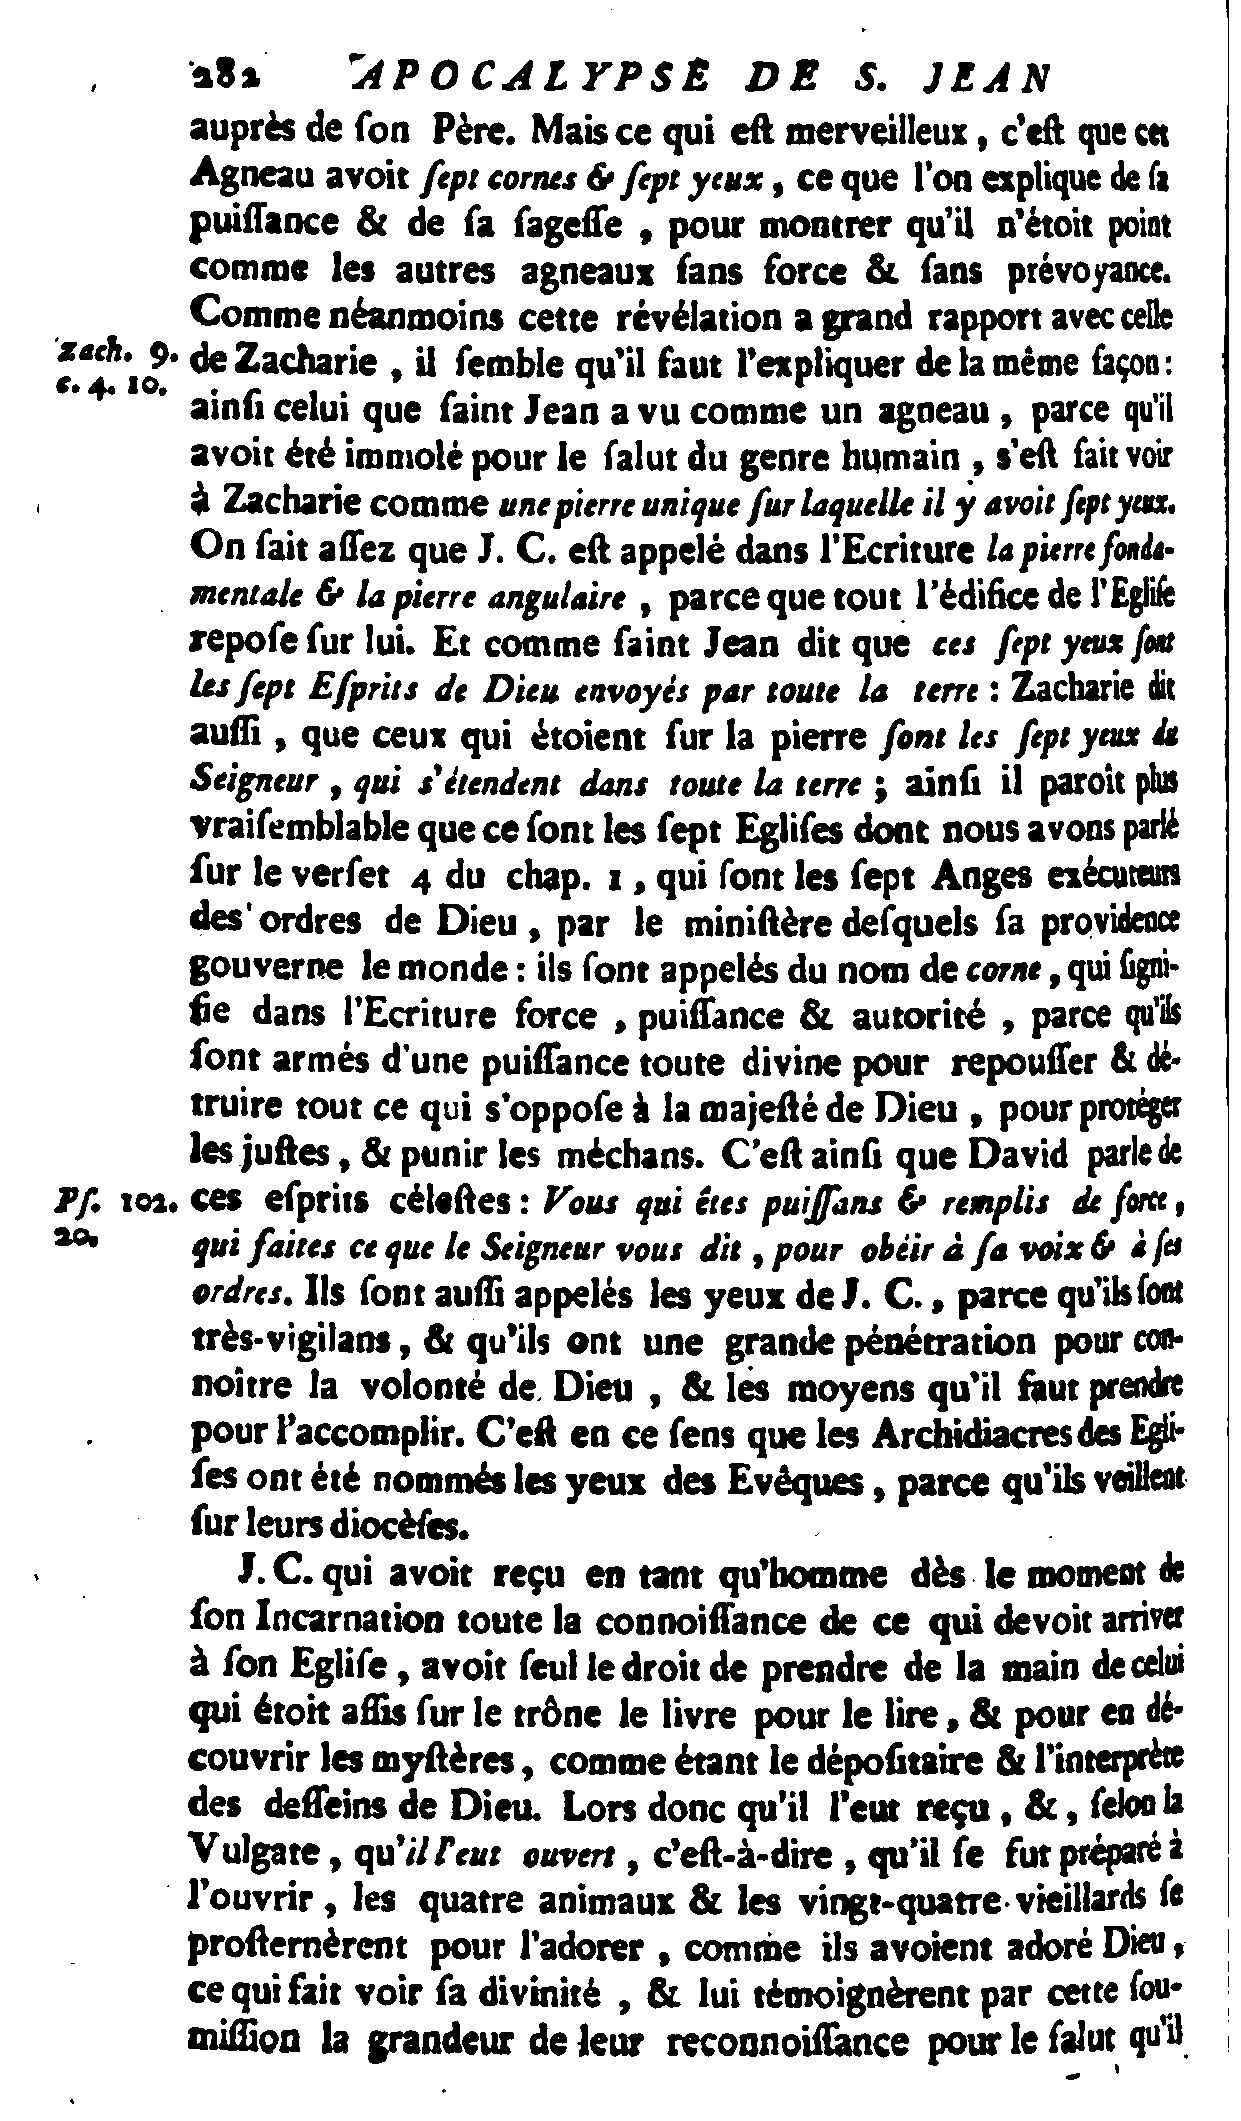 282 APOCALYPSE DE S. JEAN
auprès de ſon Père. Mais ce qui eſt merveilleux, c'eſt que cet
Agneau avoit ſept cornes & ſept yeux, ce que l'on explique de ſa
puiſſance & de ſa ſageſſe, pour montrer qu'il n'étoit point
comme les autres agneaux ſans force & ſans prévoyance.
Comme néanmoins cette révélation a grand rapport avec celle
Zach. 9. de Zacharie, il ſemble qu'il faut l'expliquer de la même façon:
c. 4. 10.
ainſi celui que ſaint Jean a vu comme un agneau, parce qu'il
avoit été immolé pour le ſalut du genre humain, s'eſt fait voir
à Zacharie comme une pierre unique ſur laquelle il y avoit ſept yeux.
On ſait aſſez que J. C. eſt appelé dans l'Ecriture la pierre fonda-
mentale & la pierre angulaire, parce que tout l'édifice de l'Egliſe
repoſe ſur lui. Et comme ſaint Jean dit que ces ſept yeux ſont
les ſept Eſprits de Dieu envoyés par toute la terre: Zacharie dit
auſſi, que ceux qui étoient ſur la pierre ſont les ſept yeux du
Seigneur, qui s'étendent dans toute la terre; ainſi il paroît plus
vraiſemblable que ce ſont les ſept Egliſes dont nous avons parlé
ſur le verſet 4 du chap. 1, qui ſont les ſept Anges exécuteurs
des ordres de Dieu, par le miniſtère deſquels ſa providence
gouverne le monde: ils ſont appelés du nom de corne, qui ſigni-
fie dans l'Ecriture force, puiſſance & autorité, parce qu'ils
ſont armés d'une puiſſance toute divine pour repouſſer & dé-
truire tout ce qui s'oppoſe à la majeſté de Dieu, pour protéger
les juſtes, & punir les méchans. C'eſt ainſi que David parle de
Pſ. 102. ces eſprits céleſtes: Vous qui êtes puiſſans & remplis de force,
20.
qui faites ce que le Seigneur vous dit, pour obéir à ſa voix & à ſes
ordres. Ils ſont auſſi appelés les yeux de J. C., parce qu'ils ſont
très-vigilans, & qu'ils ont une grande pénétration pour con-
noître la volonté de Dieu, & les moyens qu'il faut prendre
pour l'accomplir. C'eſt en ce ſens que les Archidiacres des Egli-
ſes ont été nommés les yeux des Evêques, parce qu'ils veillent
ſur leurs diocèſes.
J. C. qui avoit reçu en tant qu'homme dès le moment de
ſon Incarnation toute la connoiſſance de ce qui devoit arriver
à ſon Egliſe, avoit ſeul le droit de prendre de la main de celui
qui étoit aſſis ſur le trône le livre pour le lire, & pour en dé-
couvrir les myſtères, comme étant le dépoſitaire & l'interprète
des deſſeins de Dieu. Lors donc qu'il l'eut reçu, &, ſelon la
Vulgate, qu'il l'eut ouvert, c'eſt-à-dire, qu'il ſe fut préparé à
l'ouvrir, les quatre animaux & les vingt-quatre vieillards ſe
proſternèrent pour l'adorer, comme ils avoient adoré Dieu,
ce qui fait voir ſa divinité, & lui témoignèrent par cette ſou-
miſſion la grandeur de leur reconnoiſſance pour le ſalut qu'il